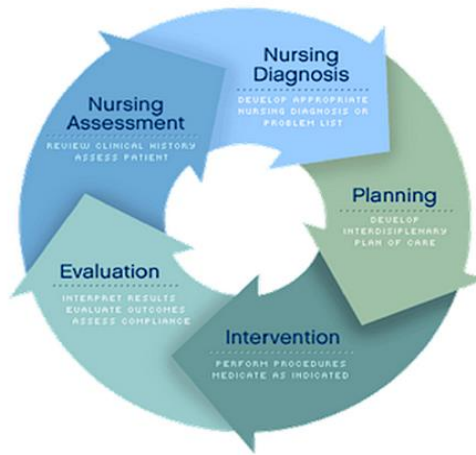 Nursing
Diagnosis
DEVELOP APPROPRIATE
NURSING DIAGNOSIS OR
PROBLEM LIST
Planning
DEVELOP
INTERDISIPLENARY
PLAN OF CARE
Intervention
PERFORM PROCEDURES
MEDICATE AS INDICATED
Evaluation
INTERPRET RESULTS
EVALUATE OUTCOMES
ASSESS COMPLIANCE
Nursing
Assessment
REVIEW CLINICAL HISTORY
ASSESS PATIENT